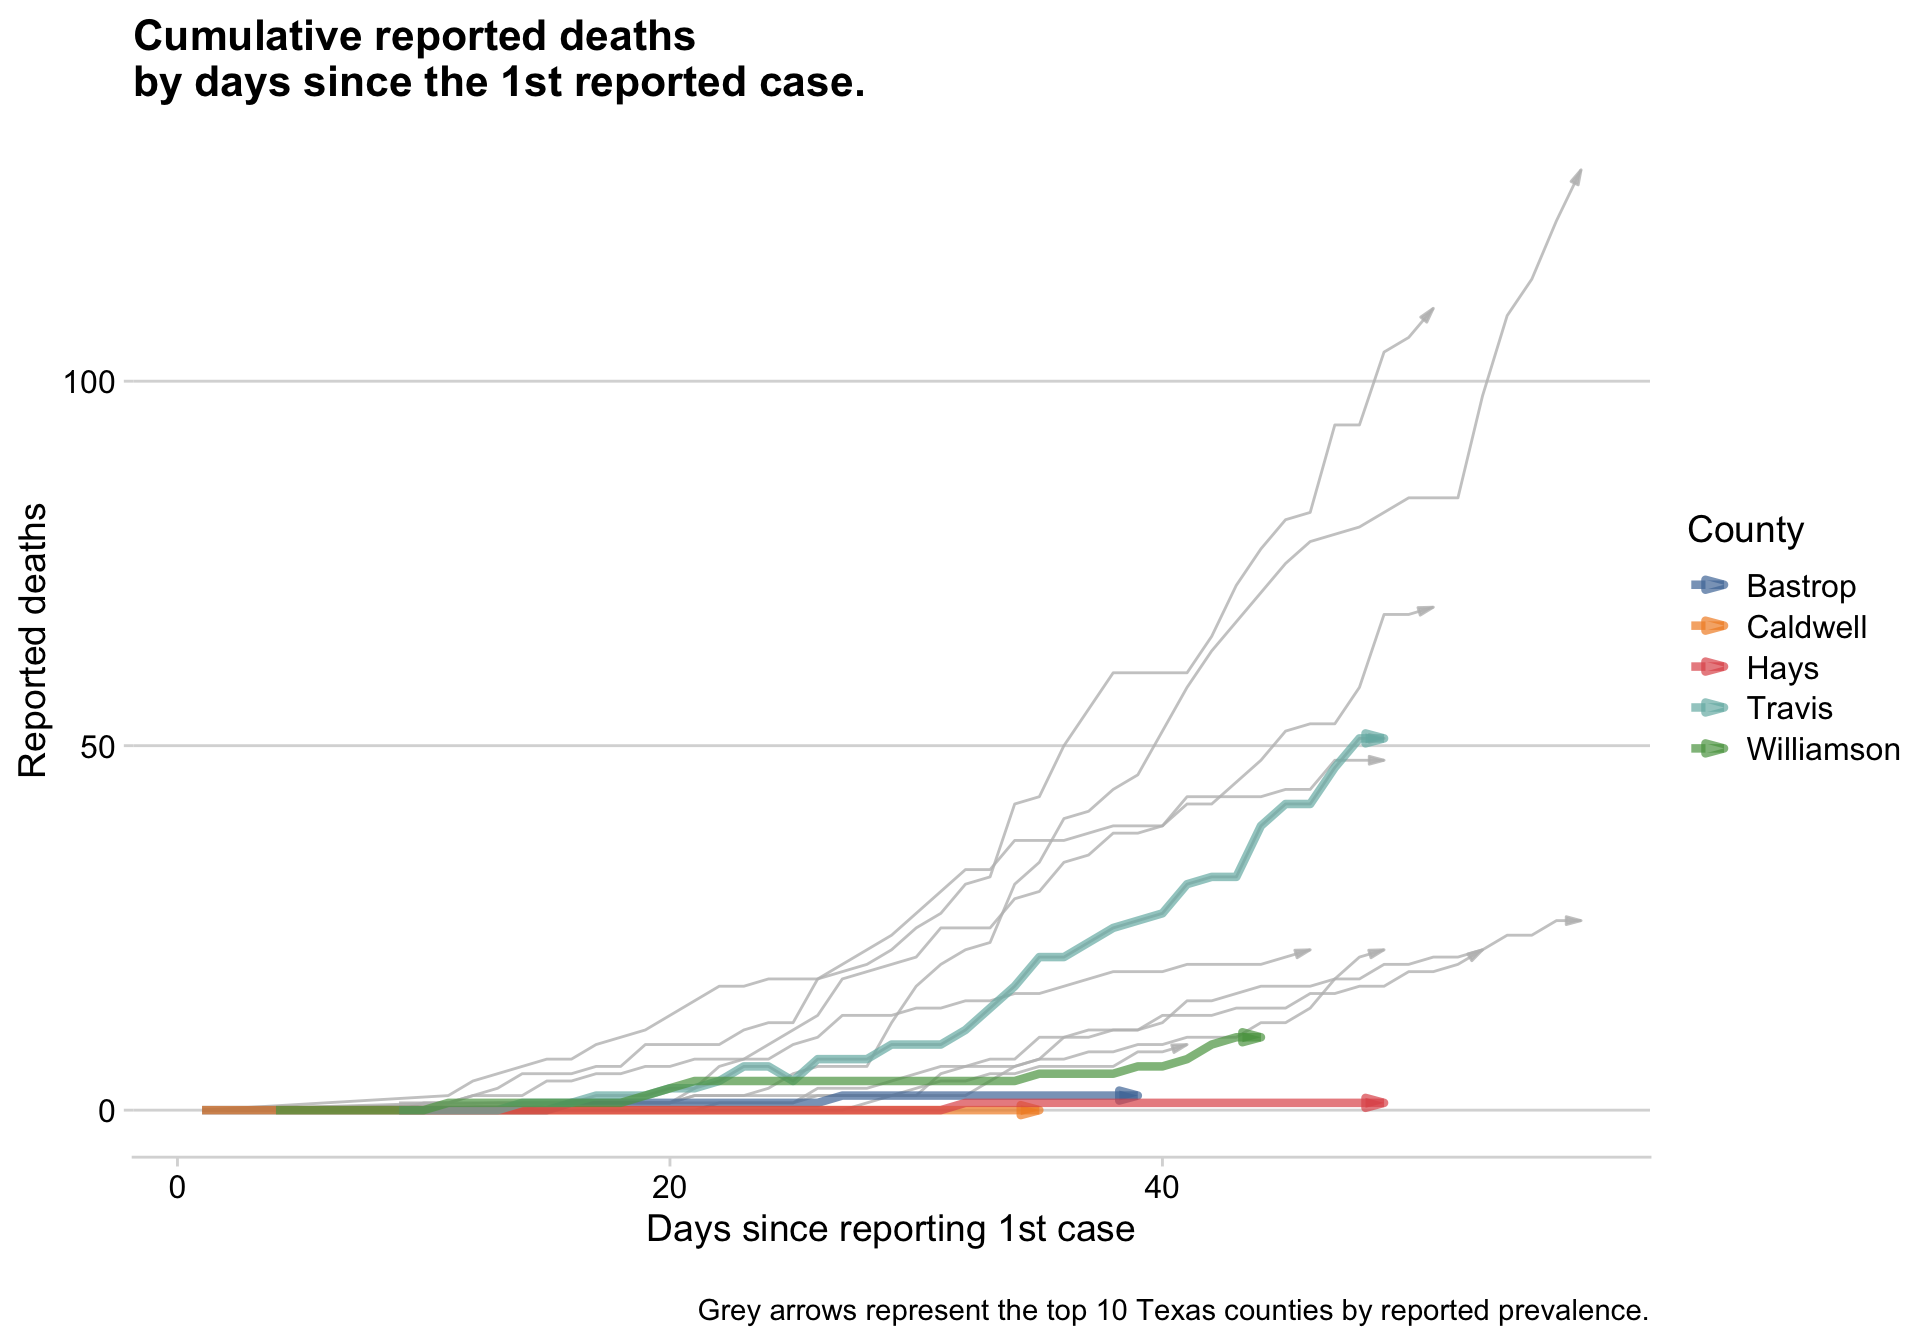 Cumulative reported deaths
by days since the 1st reported case.
100
50
0
Reported deaths
0
20
40
Days since reporting 1st case
County
Bastrop
Caldwell
Hays
Travis
Williamson
Grey arrows represent the top 10 Texas counties by reported prevalence.